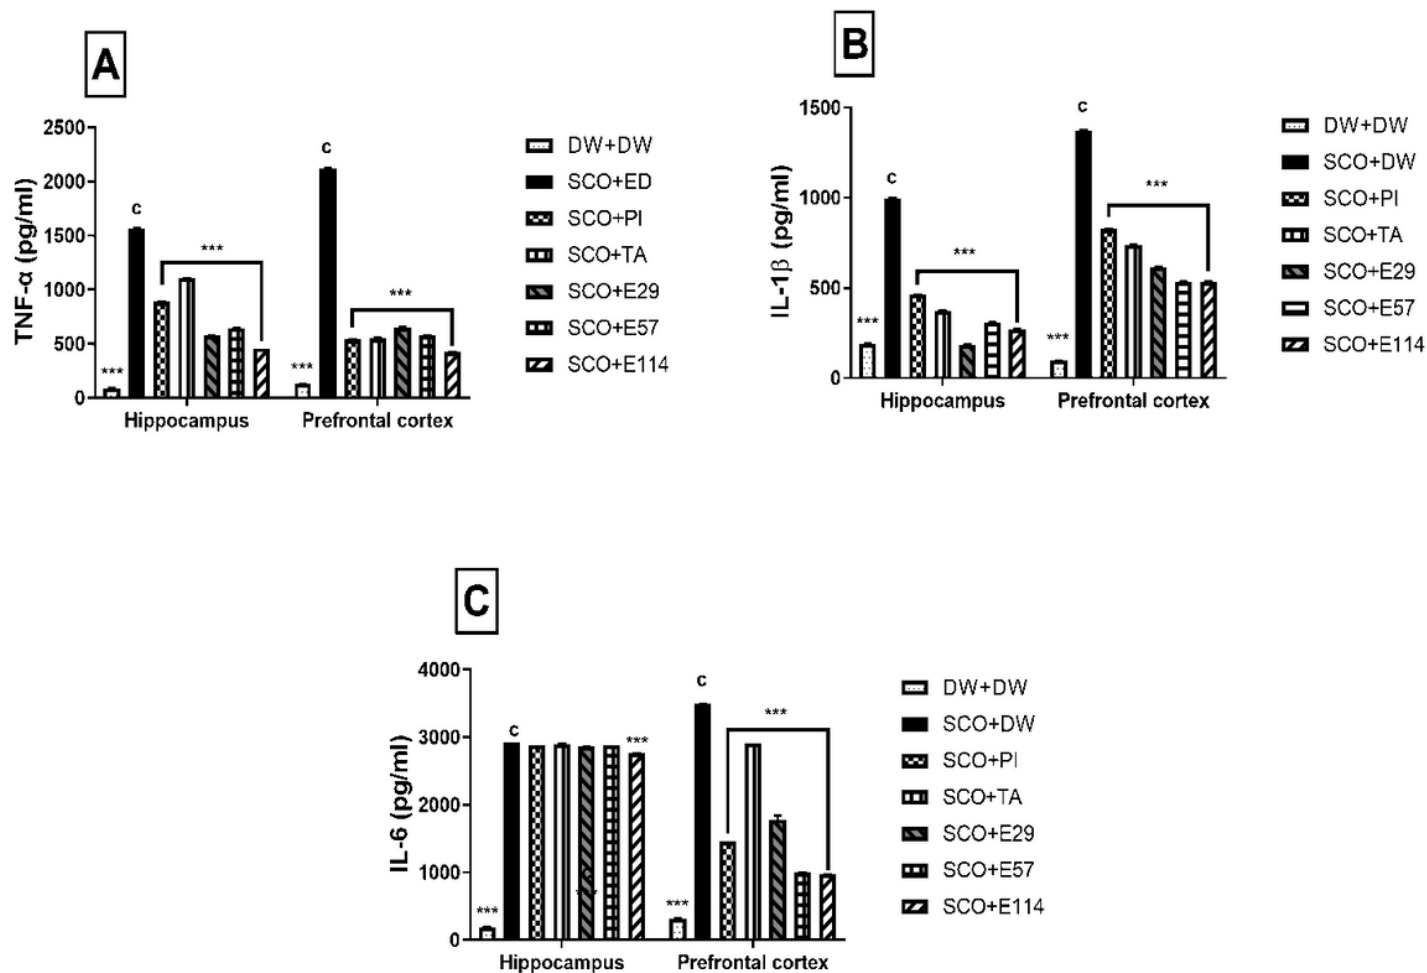 A
2500
2000
1500
1000
500
0
TNF-α (pg/ml)
c
c
***
***
***
***
Hippocampus
Prefrontal cortex
DW+DW
SCO+ED
SCO+PI
SCO+TA
SCO+E29
SCO+E57
SCO+E114
B
1500
1000
500
0
IL-1β (pg/ml)
c
c
***
***
***
***
Hippocampus
Prefrontal cortex
DW+DW
SCO+DW
SCO+PI
SCO+TA
SCO+E29
SCO+E57
SCO+E114
C
4000
3000
2000
1000
0
IL-6 (pg/ml)
c
c
***
***
***
***
Hippocampus
Prefrontal cortex
DW+DW
SCO+DW
SCO+PI
SCO+TA
SCO+E29
SCO+E57
SCO+E114